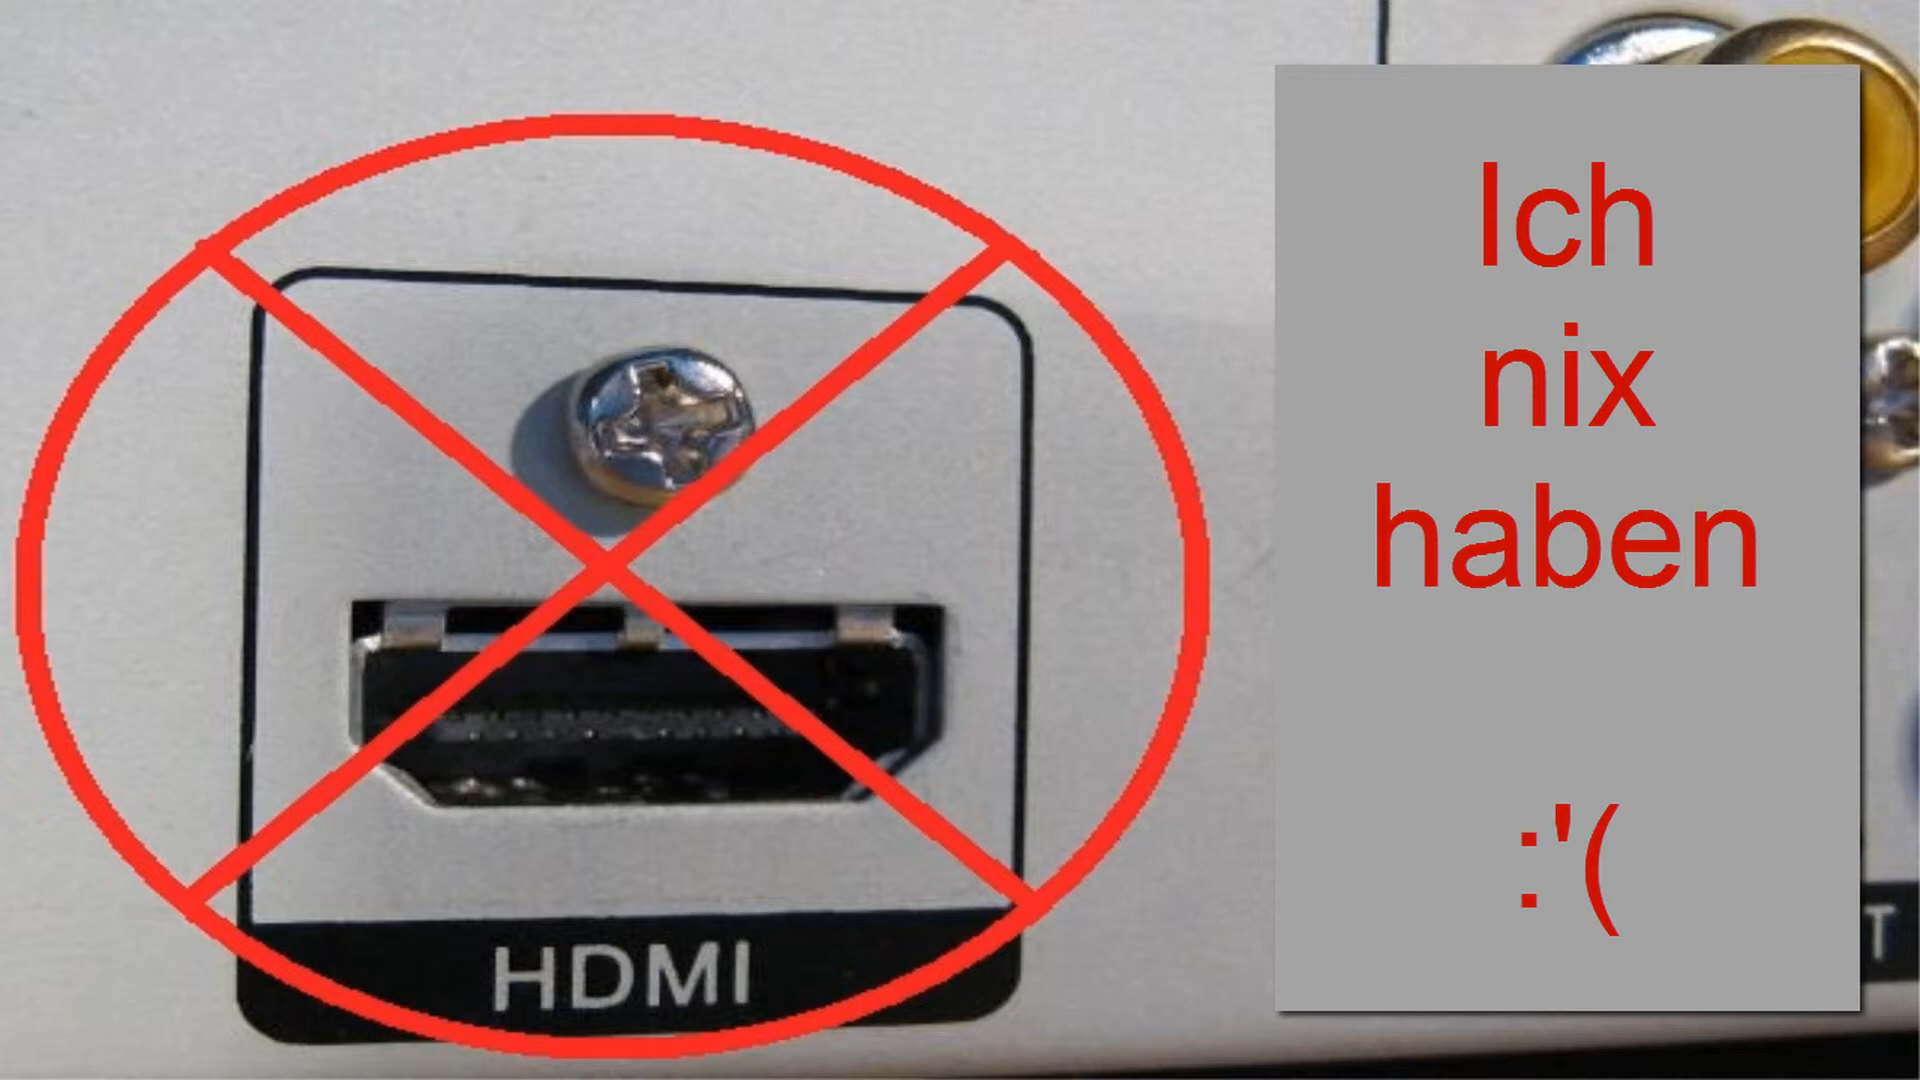 Ich
nix
haben
:'(
HDMI
T